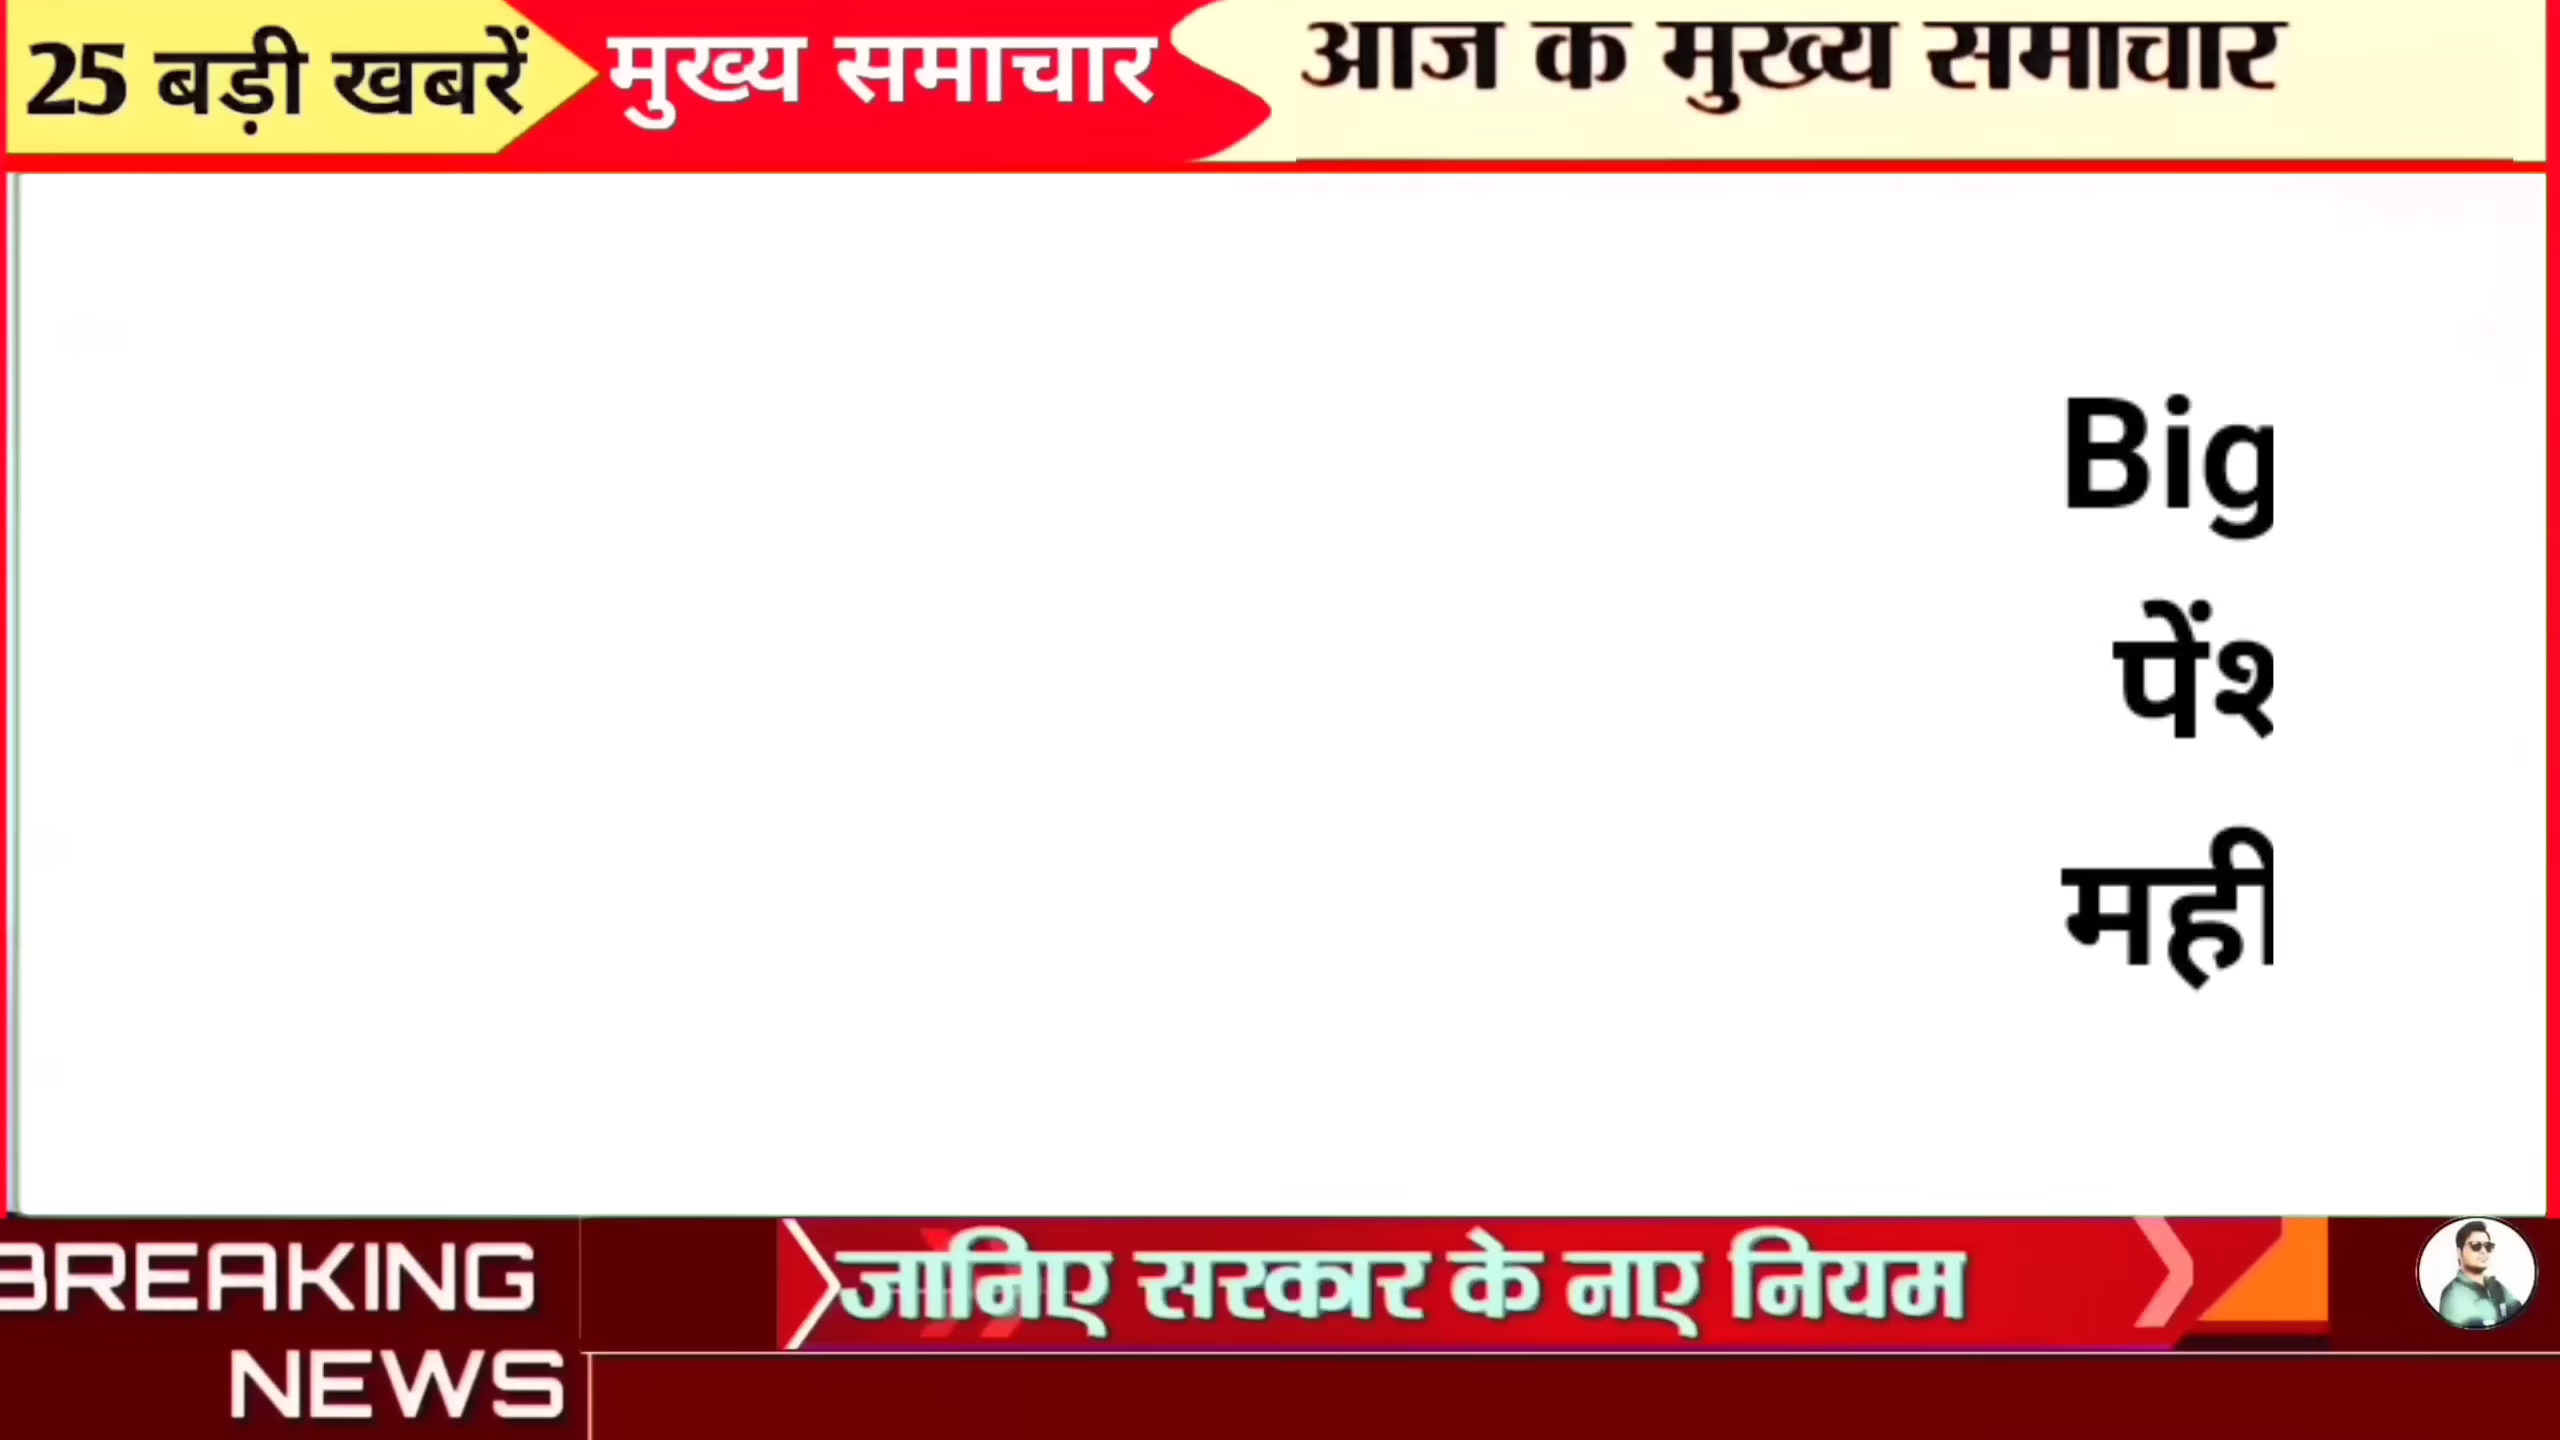 25 बड़ी खबरें मुख्य समाचार आज क मुख्य समाचार
Big
पें
मही
BREAKING जानिए सरकार के नए नियम
NEWS